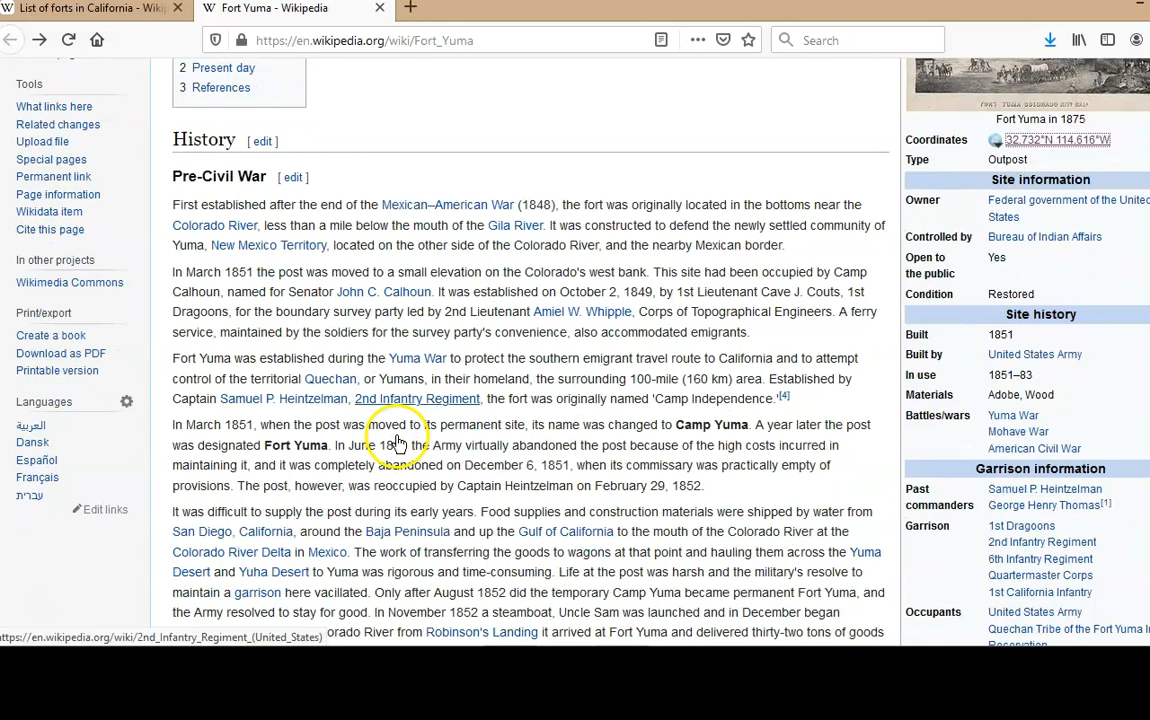 List of forts in California - Wiki
Fort Yuma - Wikipedia
https://en.wikipedia.org/wiki/Fort_Yuma
Search
Tools
What links here
Related changes
Upload file
Special pages
Permanent link
Page information
Wikidata item
Cite this page
In other projects
Wikimedia Commons
Print/export
Create a book
Download as PDF
Printable version
Languages
العربية
Dansk
Español
Français
עברית
Edit links
2 Present day
3 References
History [ edit ]
Pre-Civil War [ edit ]
First established after the end of the Mexican–American War (1848), the fort was originally located in the bottoms near the
Colorado River, less than a mile below the mouth of the Gila River. It was constructed to defend the newly settled community of
Yuma, New Mexico Territory, located on the other side of the Colorado River, and the nearby Mexican border.
In March 1851 the post was moved to a small elevation on the Colorado's west bank. This site had been occupied by Camp
Calhoun, named for Senator John C. Calhoun. It was established on October 2, 1849, by 1st Lieutenant Cave J. Couts, 1st
Dragoons, for the boundary survey party led by 2nd Lieutenant Amiel W. Whipple, Corps of Topographical Engineers. A ferry
service, maintained by the soldiers for the survey party's convenience, also accommodated emigrants.
Fort Yuma was established during the Yuma War to protect the southern emigrant travel route to California and to attempt
control of the territorial Quechan, or Yumans, in their homeland, the surrounding 100-mile (160 km) area. Established by
Captain Samuel P. Heintzelman, 2nd Infantry Regiment, the fort was originally named 'Camp Independence.'[4]
In March 1851, when the post was moved to its permanent site, its name was changed to Camp Yuma. A year later the post
was designated Fort Yuma. In June the Army virtually abandoned the post because of the high costs incurred in
maintaining it, and it was completely abandoned on December 6, 1851, when its commissary was practically empty of
provisions. The post, however, was reoccupied by Captain Heintzelman on February 29, 1852.
It was difficult to supply the post during its early years. Food supplies and construction materials were shipped by water from
San Diego, California, around the Baja Peninsula and up the Gulf of California to the mouth of the Colorado River at the
Colorado River Delta in Mexico. The work of transferring the goods to wagons at that point and hauling them across the Yuma
Desert and Yuha Desert to Yuma was rigorous and time-consuming. Life at the post was harsh and the military's resolve to
maintain a garrison here vacillated. Only after August 1852 did the temporary Camp Yuma became permanent Fort Yuma, and
the Army resolved to stay for good. In November 1852 a steamboat, Uncle Sam was launched and in December began
orado River from Robinson's Landing it arrived at Fort Yuma and delivered thirty-two tons of goods
https://en.wikipedia.org/wiki/2nd_Infantry_Regiment_(United_States)
Fort Yuma in 1875
Coordinates 32.732°N 114.616°W
Type Outpost
Site information
Owner Federal government of the United
States
Controlled by Bureau of Indian Affairs
Open to Yes
the public
Condition Restored
Site history
Built 1851
Built by United States Army
In use 1851–83
Materials Adobe, Wood
Battles/wars Yuma War
Mohave War
American Civil War
Garrison information
Past Samuel P. Heintzelman
commanders George Henry Thomas[1]
Garrison 1st Dragoons
2nd Infantry Regiment
6th Infantry Regiment
Quartermaster Corps
1st California Infantry
Occupants United States Army
Quechan Tribe of the Fort Yuma In